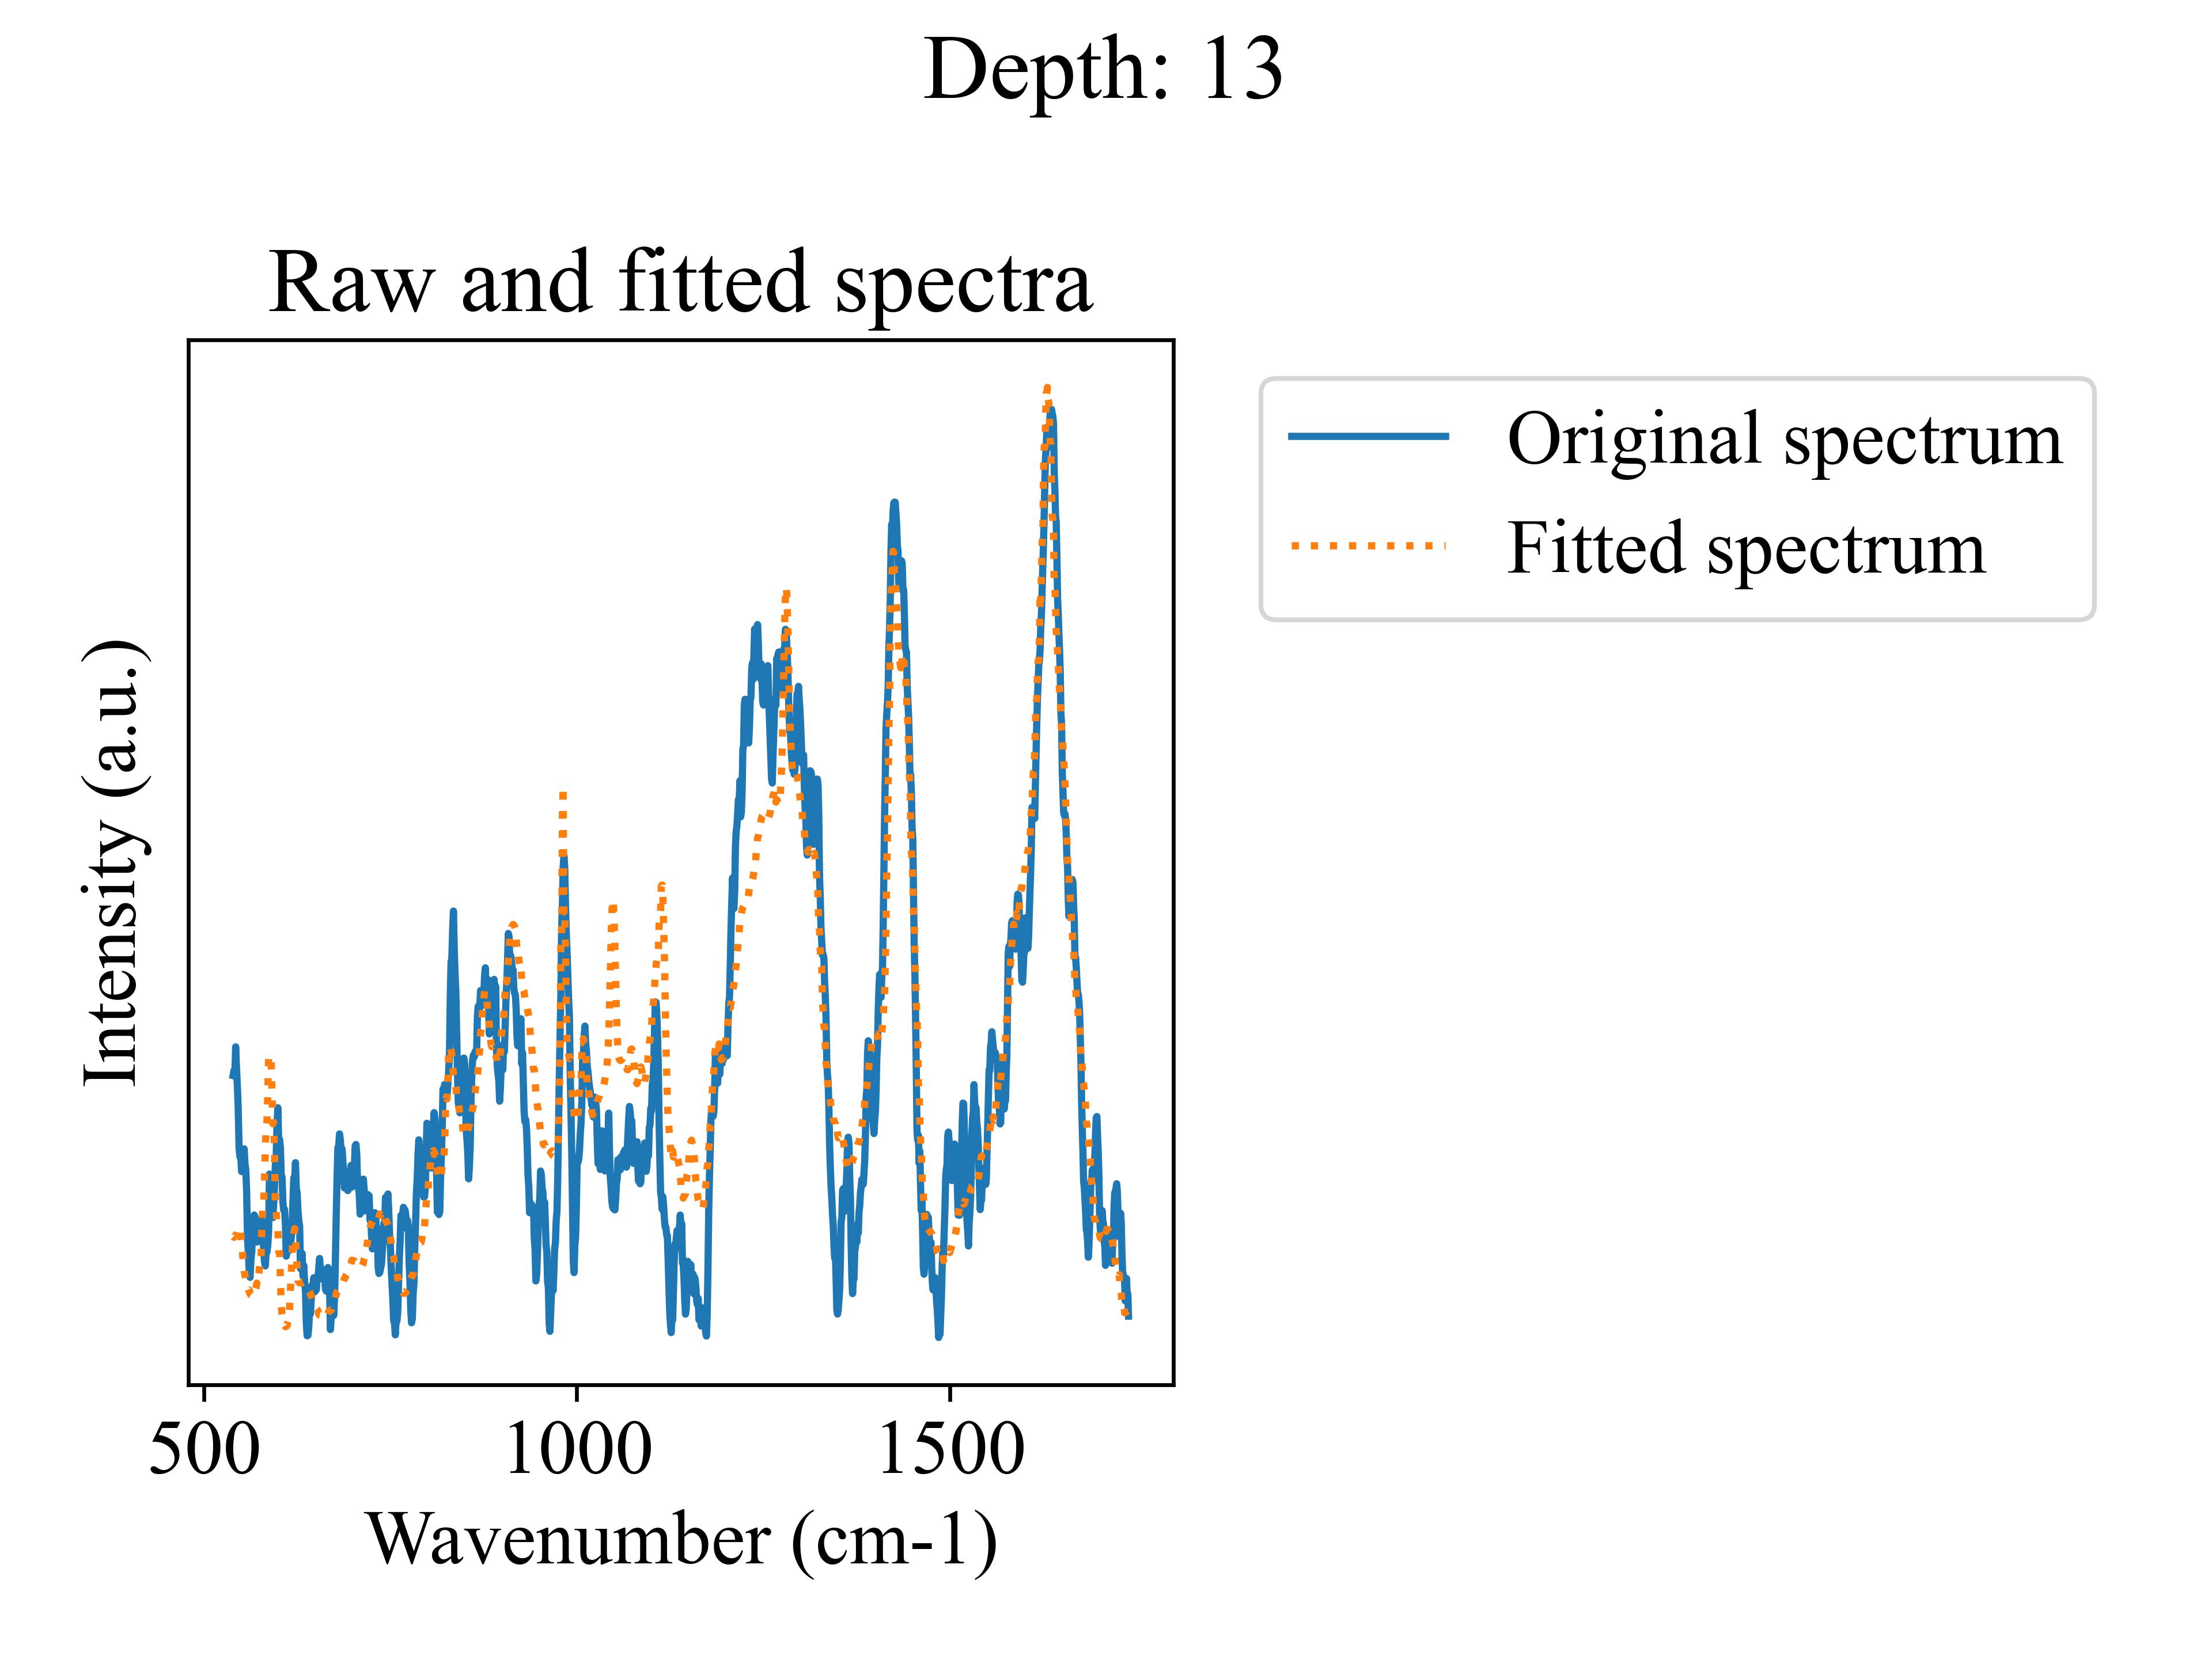 Depth: 13
Raw and fitted spectra
Original spectrum
Fitted spectrum
Intensity (a.u.)
500 1000 1500
Wavenumber (cm-1)